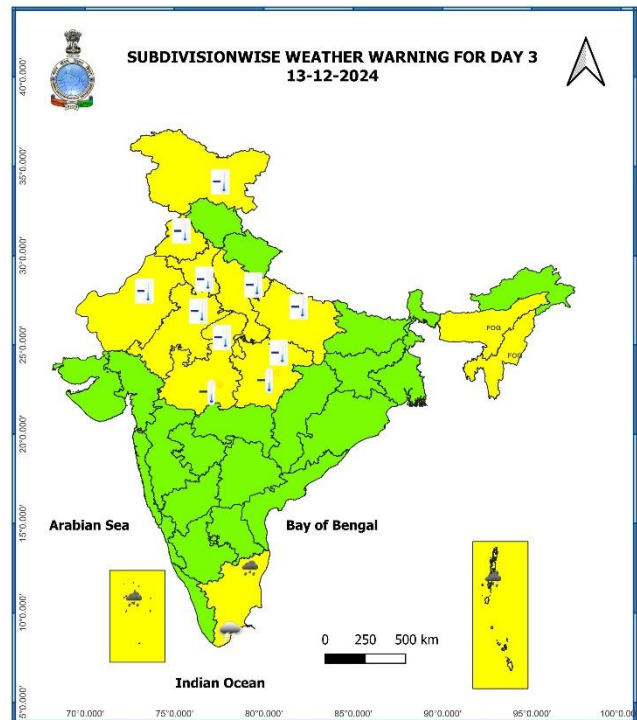 SUBDIVISIONWISE WEATHER WARNING FOR DAY 3
13-12-2024
40°0.000'
35°0.000'
30°0.000'
25°0.000'
20°0.000'
15°0.000'
10°0.000'
5°0.000'
FOG
FOG
Arabian Sea
Bay of Bengal
0 250 500 km
Indian Ocean
70°0.000' 75°0.000' 80°0.000' 85°0.000' 90°0.000' 95°0.000' 100°0.0